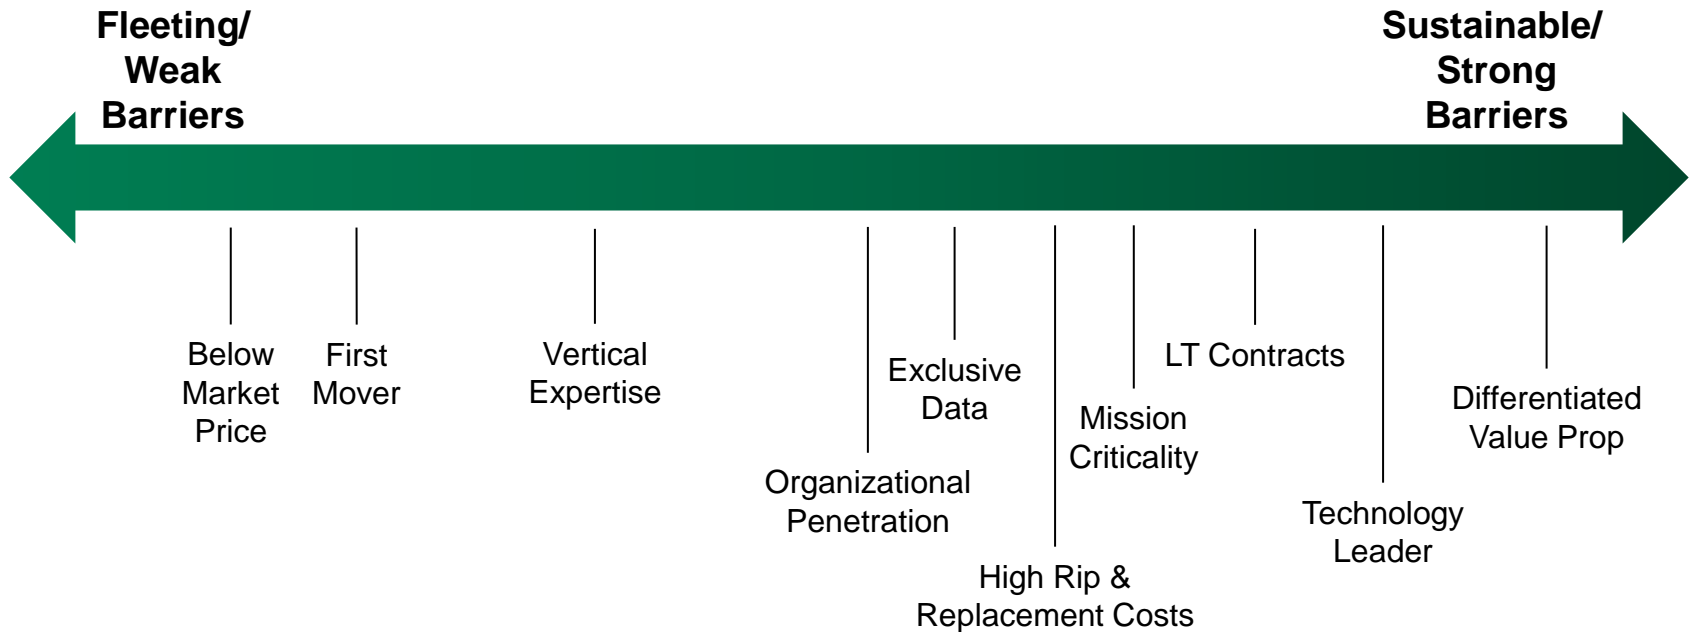 Fleeting/
Weak
Barriers
Sustainable/
Strong
Barriers
Below
Market
Price
First
Mover
Vertical
Expertise
Organizational
Penetration
Exclusive
Data
High Rip &
Replacement Costs
Mission
Criticality
LT Contracts
Technology
Leader
Differentiated
Value Prop